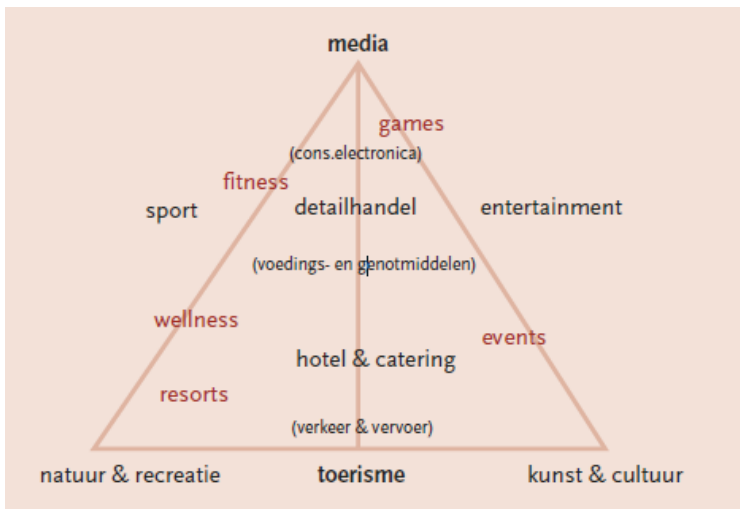 media
games
(cons.electronica)
fitness
sport
detailhandel
entertainment
(voedings- en genotmiddelen)
wellness
events
hotel & catering
resorts
(verkeer & vervoer)
natuur & recreatie
toerisme
kunst & cultuur